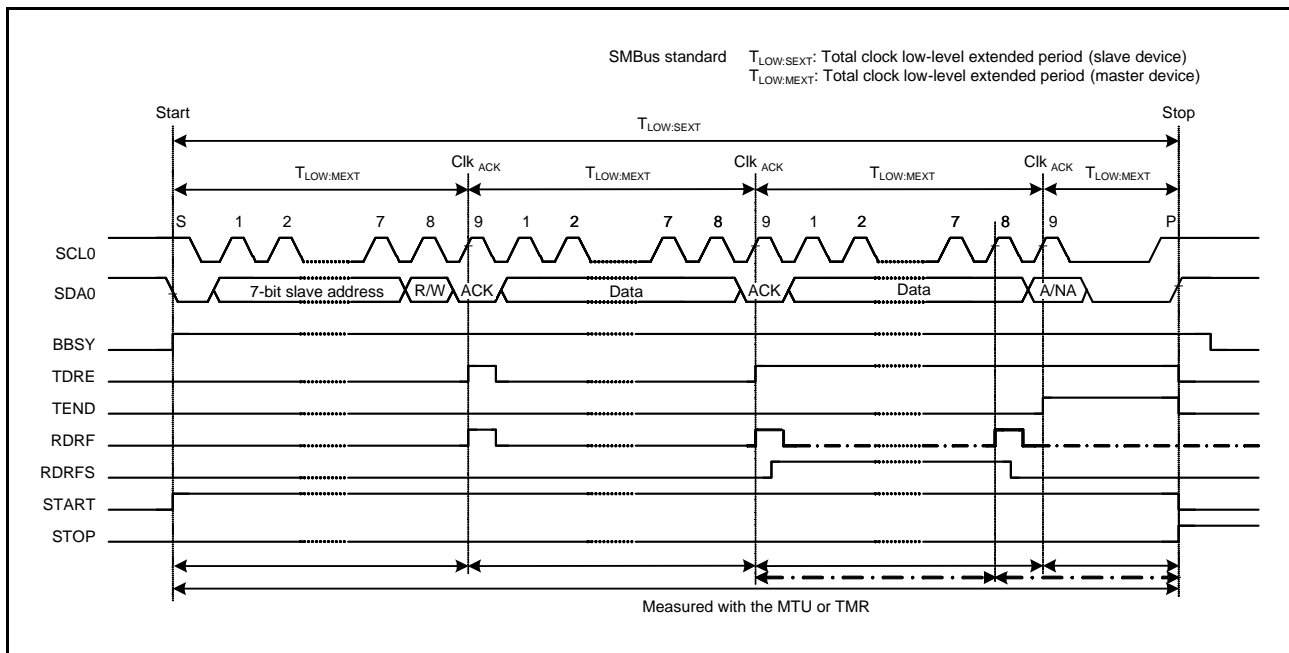 SMBus standard T_LOW:SEXT: Total clock low-level extended period (slave device)
T_LOW:MEXT: Total clock low-level extended period (master device)
Start Stop
T_LOW:SEXT
Clk ACK Clk ACK Clk ACK
T_LOW:MEXT T_LOW:MEXT T_LOW:MEXT T_LOW:MEXT
S 1 2 7 8 9 1 2 7 8 9 1 2 7 8 9 P
SCL0
SDA0 7-bit slave address R/W ACK Data ACK Data A/NA
BBSY
TDRE
TEND
RDRF
RDRFS
START
STOP
Measured with the MTU or TMR